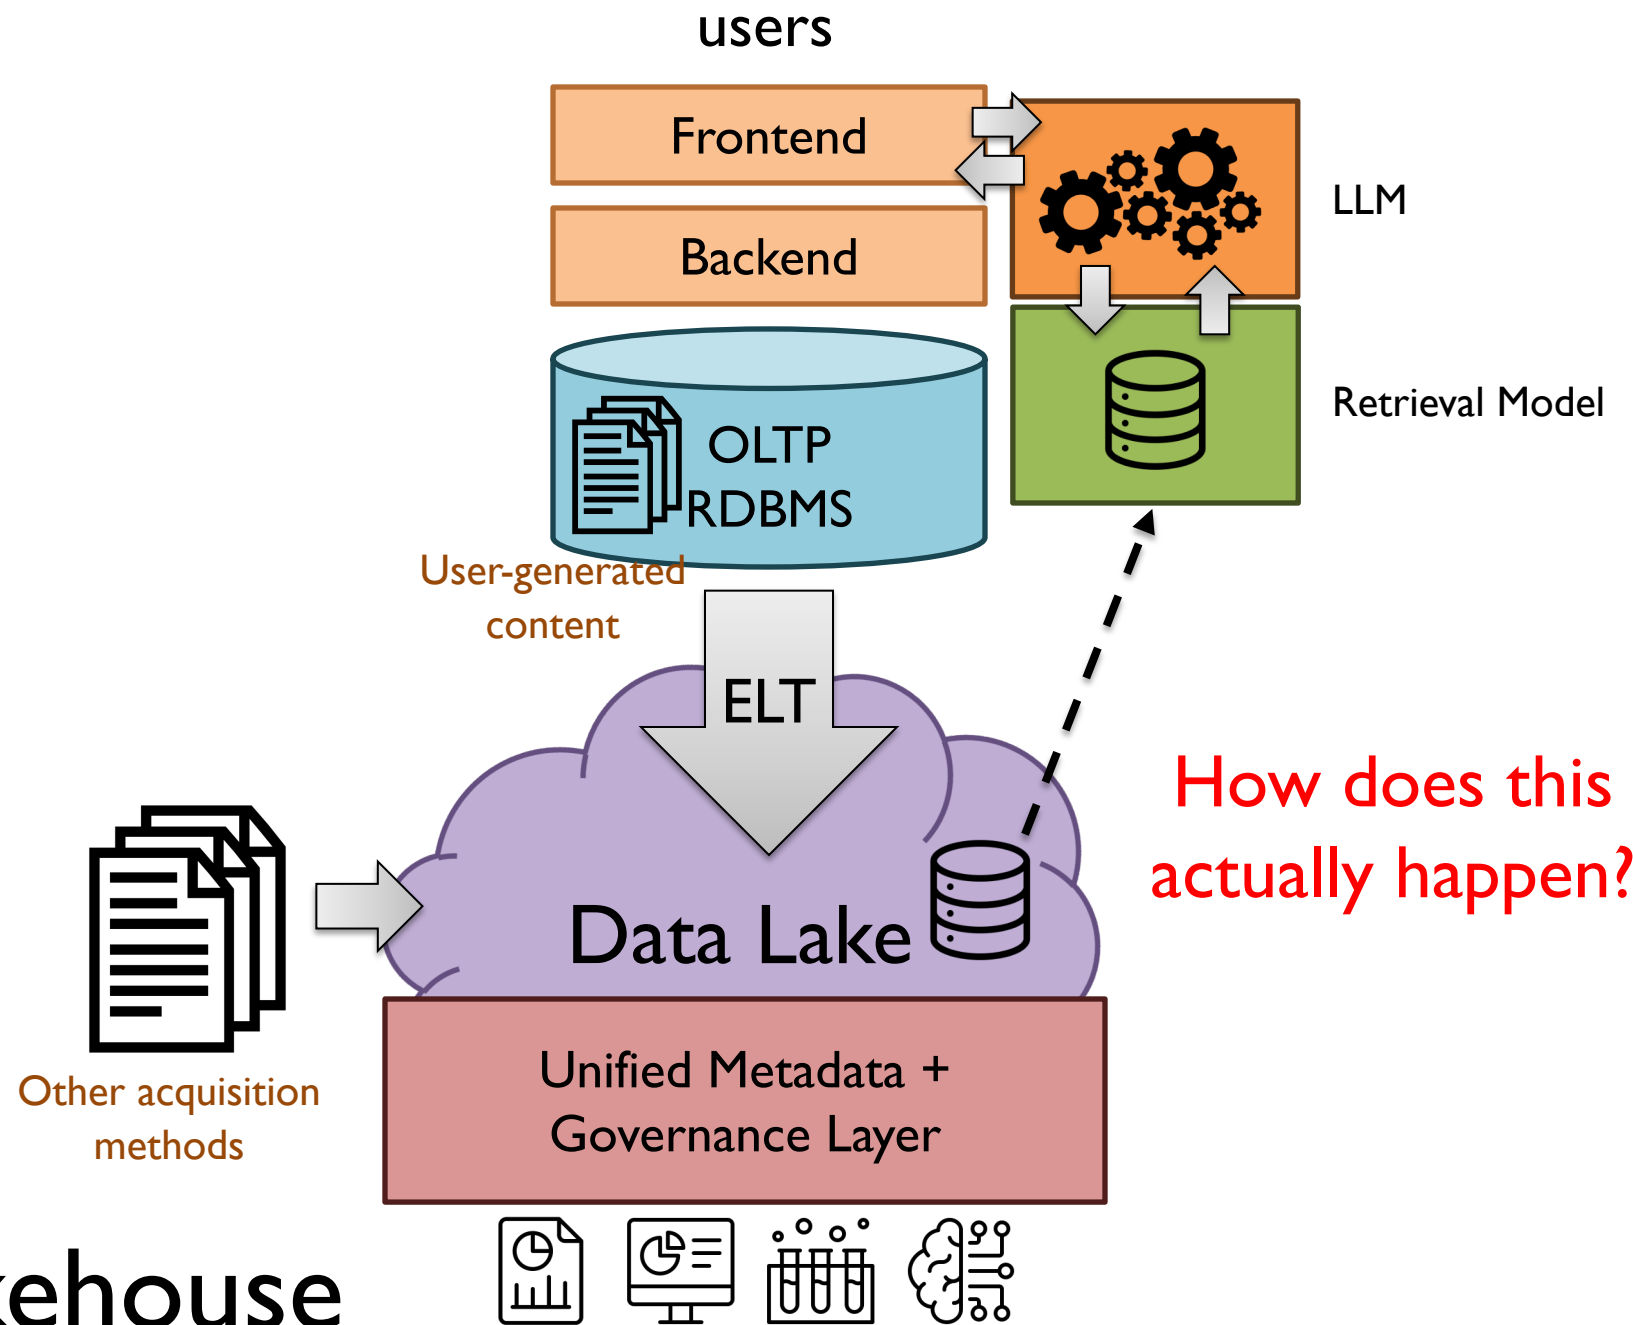 users
Frontend
LLM
Backend
Retrieval Model
OLTP
RDBMS
User-generated
content
ELT
How does this
actually happen?
Data Lake
Other acquisition
methods
Unified Metadata +
Governance Layer
kehouse